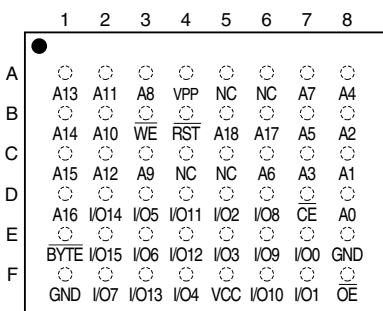 1 2 3 4 5 6 7 8
A
A13 A11 A8 VPP NC NC A7 A4
B
A14 A10 WE RST A18 A17 A5 A2
C
A15 A12 A9 NC NC A6 A3 A1
D
A16 I/O14 I/O5 I/O11 I/O2 I/O8 CE A0
E
BYTE I/O15 I/O6 I/O12 I/O3 I/O9 I/O0 GND
F
GND I/O7 I/O13 I/O4 VCC I/O10 I/O1 OE